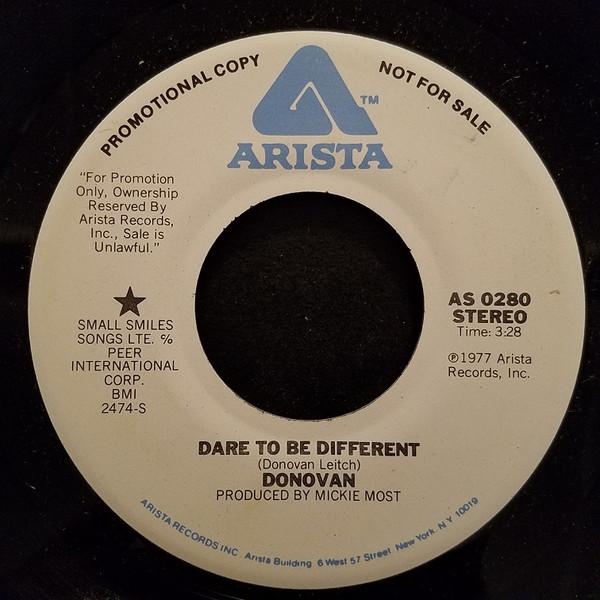 PROMOTIONAL COPY
NOT FOR SALE
TM
ARISTA
"For Promotion
Only, Ownership
Reserved By
Arista Records,
Inc., Sale is
Unlawful."
SMALL SMILES
SONGS LTE. ℅
PEER
INTERNATIONAL
CORP.
BMI
2474-S
AS 0280
STEREO
Time: 3:28
℗1977 Arista
Records, Inc.
DARE TO BE DIFFERENT
(Donovan Leitch)
DONOVAN
PRODUCED BY MICKIE MOST
ARISTA RECORDS INC Arista Building 6 West 57 Street New York N Y 10019